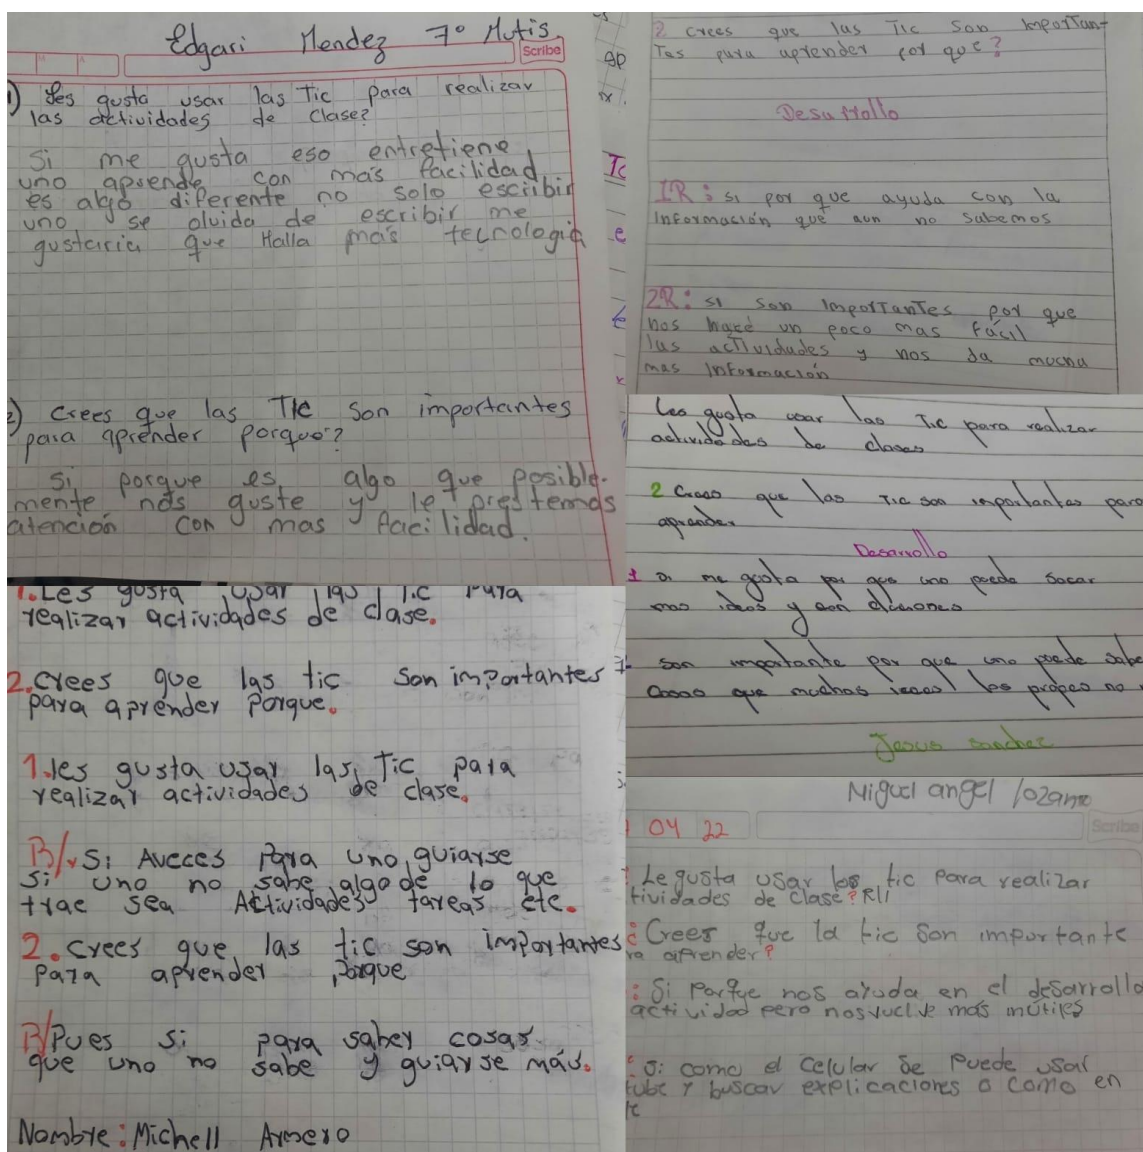 Edgari Mendez 7° Mutis
Scribe
1) Les gusta usar las Tic para realizar
las actividades de clase?
Si me gusta eso entretiene
uno aprende con más facilidad
es algo diferente no solo escribir
uno se olvida de escribir me
gustaria que Halla más tecnologia
2) Crees que las TIC son importantes
para aprender porque?
Si porque es algo que posible-
mente nos guste y le prestemos
atención con mas facilidad.
2 crees que las Tic son importan-
Tes para aprender por que?
Desarrollo
1R: si por que ayuda con la
Información que aun no sabemos
2R: si son ImporTanTes por que
nos hace un poco mas fácil
las acTividades y nos da mucha
mas Información
Les gusta usar las Tic para realizar
actividades de clases
2 Creas que las Tic son importantes para
aprender.
Desarrollo
1 Si me gusta por que uno puede sacar
mas ideas y
son importante por que uno puede sabe
cosas que muchas veces los no
Jesus Sanchez
1. Les gusta usar las Tic para
realizar actividades de clase.
2. Crees que las tic son importantes
para aprender Porque.
1. les gusta usar las Tic para
realizar actividades de clase.
R/ Si Aveces Para uno guiarse
si uno no sabe algo de lo que
trae sea Actividades tareas etc.
2. Crees que las tic son importantes
para aprender Porque
R/ Pues si para saber cosas
que uno no sabe y guiarse más.
Nombre: Michell Armero
Miguel angel lozano
04 22
Scribe
Le gusta usar las tic Para realizar
tividades de clase? R//
Crees que la tic son importante
ra aprender?
: Si Porque nos ayuda en el desarrollo
actividad pero nos vuelve más inútiles
: Si como el celular se puede usar
tube y buscar explicaciones o como en